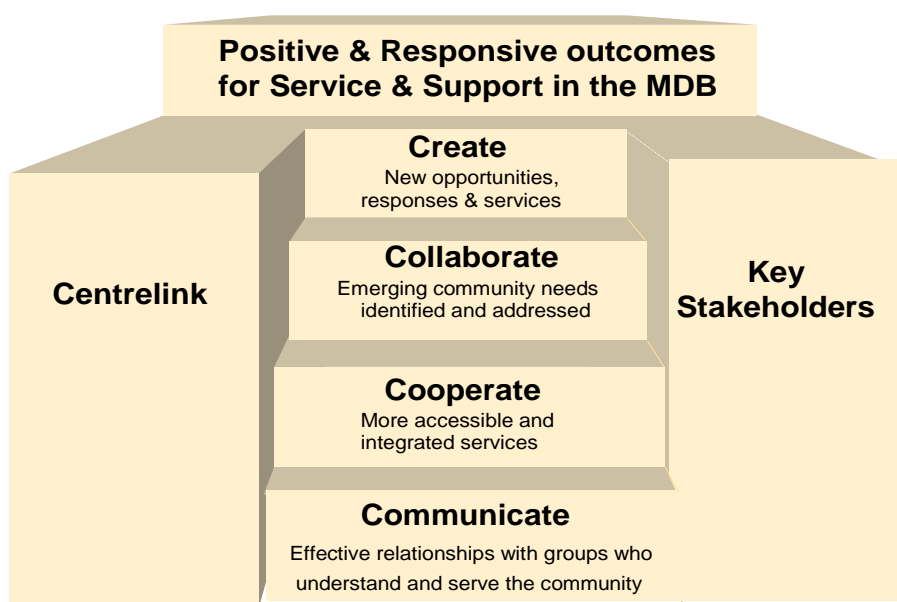 Positive & Responsive outcomes
for Service & Support in the MDB
Create
New opportunities,
responses & services
Collaborate
Emerging community needs
identified and addressed
Centrelink
Key
Stakeholders
Cooperate
More accessible and
integrated services
Communicate
Effective relationships with groups who
understand and serve the community